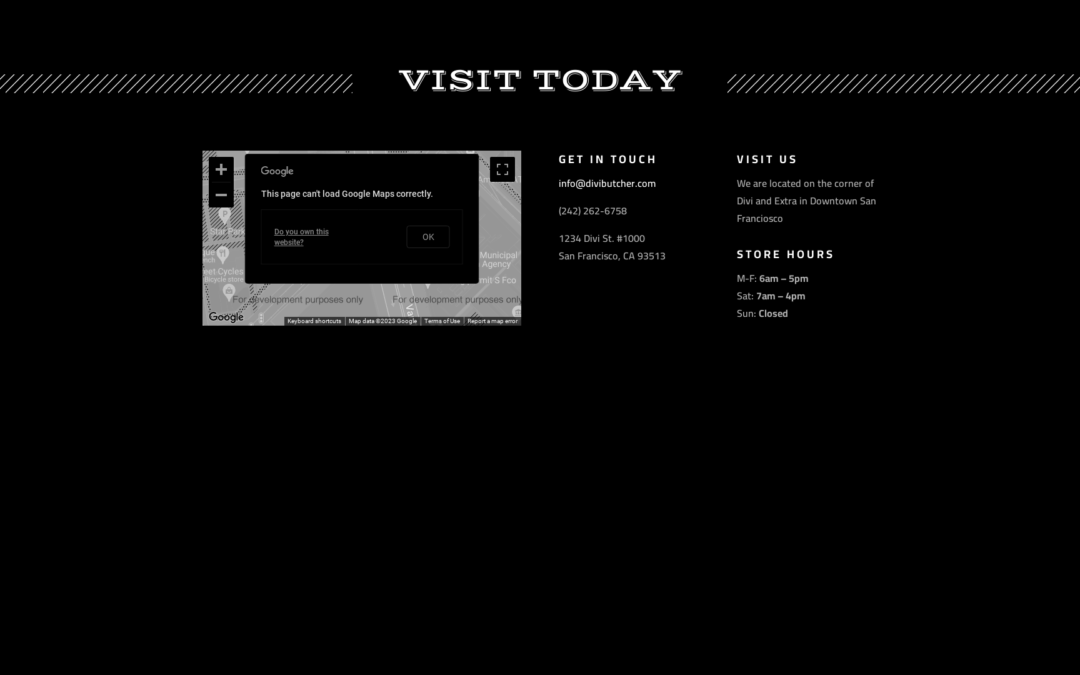 VISIT TODAY
Google
This page can't load Google Maps correctly.
Do you own this
website?
OK
Municipal
Agency
For development purposes only
For development purposes only
Google
Keyboard shortcuts
Map data ©2023 Google
Terms of Use
Report a map error
GET IN TOUCH
info@divibutcher.com
(242) 262-6758
1234 Divi St. #1000
San Francisco, CA 93513
VISIT US
We are located on the corner of
Divi and Extra in Downtown San
Franciosco
STORE HOURS
M-F: 6am – 5pm
Sat: 7am – 4pm
Sun: Closed